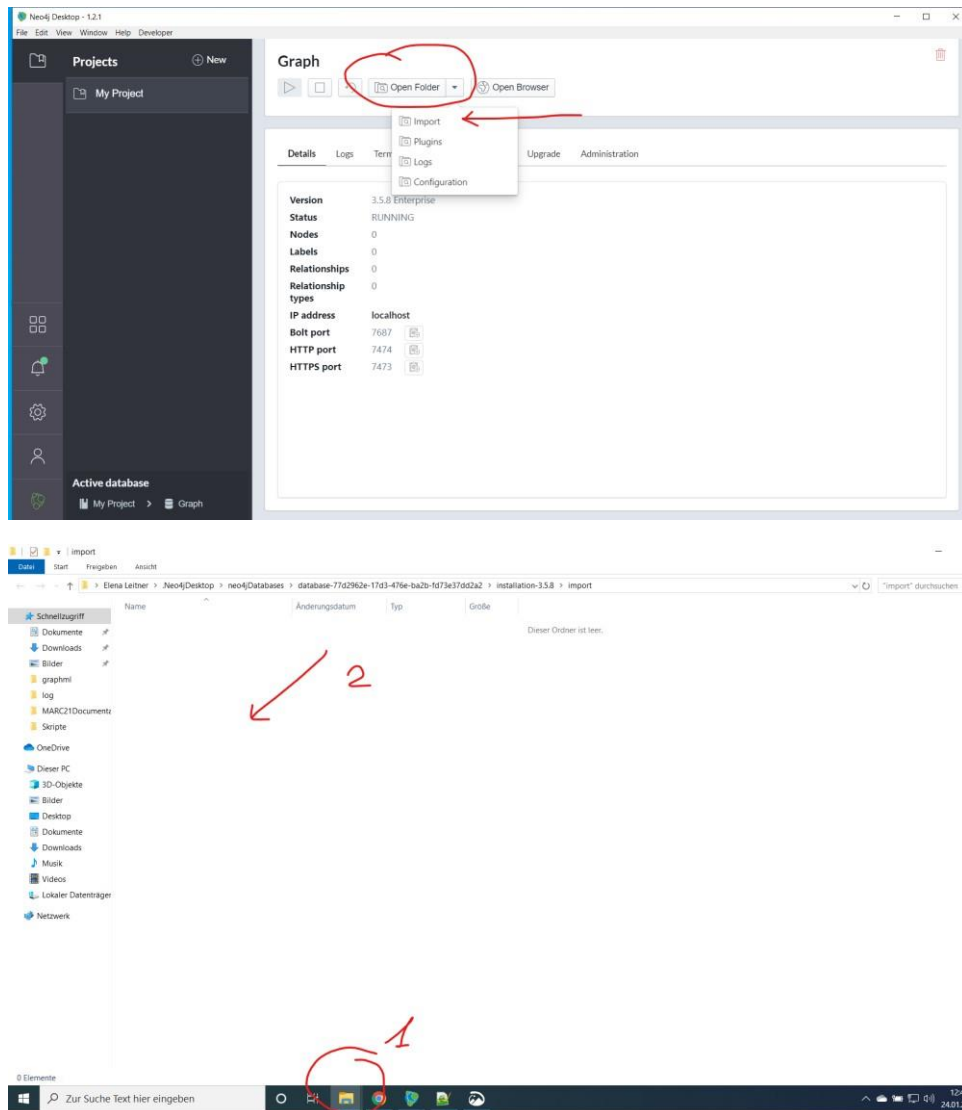 Neo4j Desktop - 1.2.1
File Edit View Window Help Developer
Projects
New
My Project
Graph
Open Folder
Open Browser
Import
Plugins
Logs
Configuration
Details Logs Upgrade Administration
Version 3.5.8 Enterprise
Status RUNNING
Nodes 0
Labels 0
Relationships 0
Relationship types 0
IP address localhost
Bolt port 7687
HTTP port 7474
HTTPS port 7473
Active database
My Project > Graph
import
Datei Start Freigeben Ansicht
> Elena Leitner > .Neo4jDesktop > neo4jDatabases > database-77d2962e-17d3-476e-ba2b-fd73e37dd2a2 > installation-3.5.8 > import
"import" durchsuchen
Name Änderungsdatum Typ Größe
Dieser Ordner ist leer.
Schnellzugriff
Dokumente
Downloads
Bilder
graphml
log
MARC21Documenta
Skripte
OneDrive
Dieser PC
3D-Objekte
Bilder
Desktop
Dokumente
Downloads
Musik
Videos
Lokaler Datenträger
Netzwerk
2
1
0 Elemente
Zur Suche Text hier eingeben
24.01.